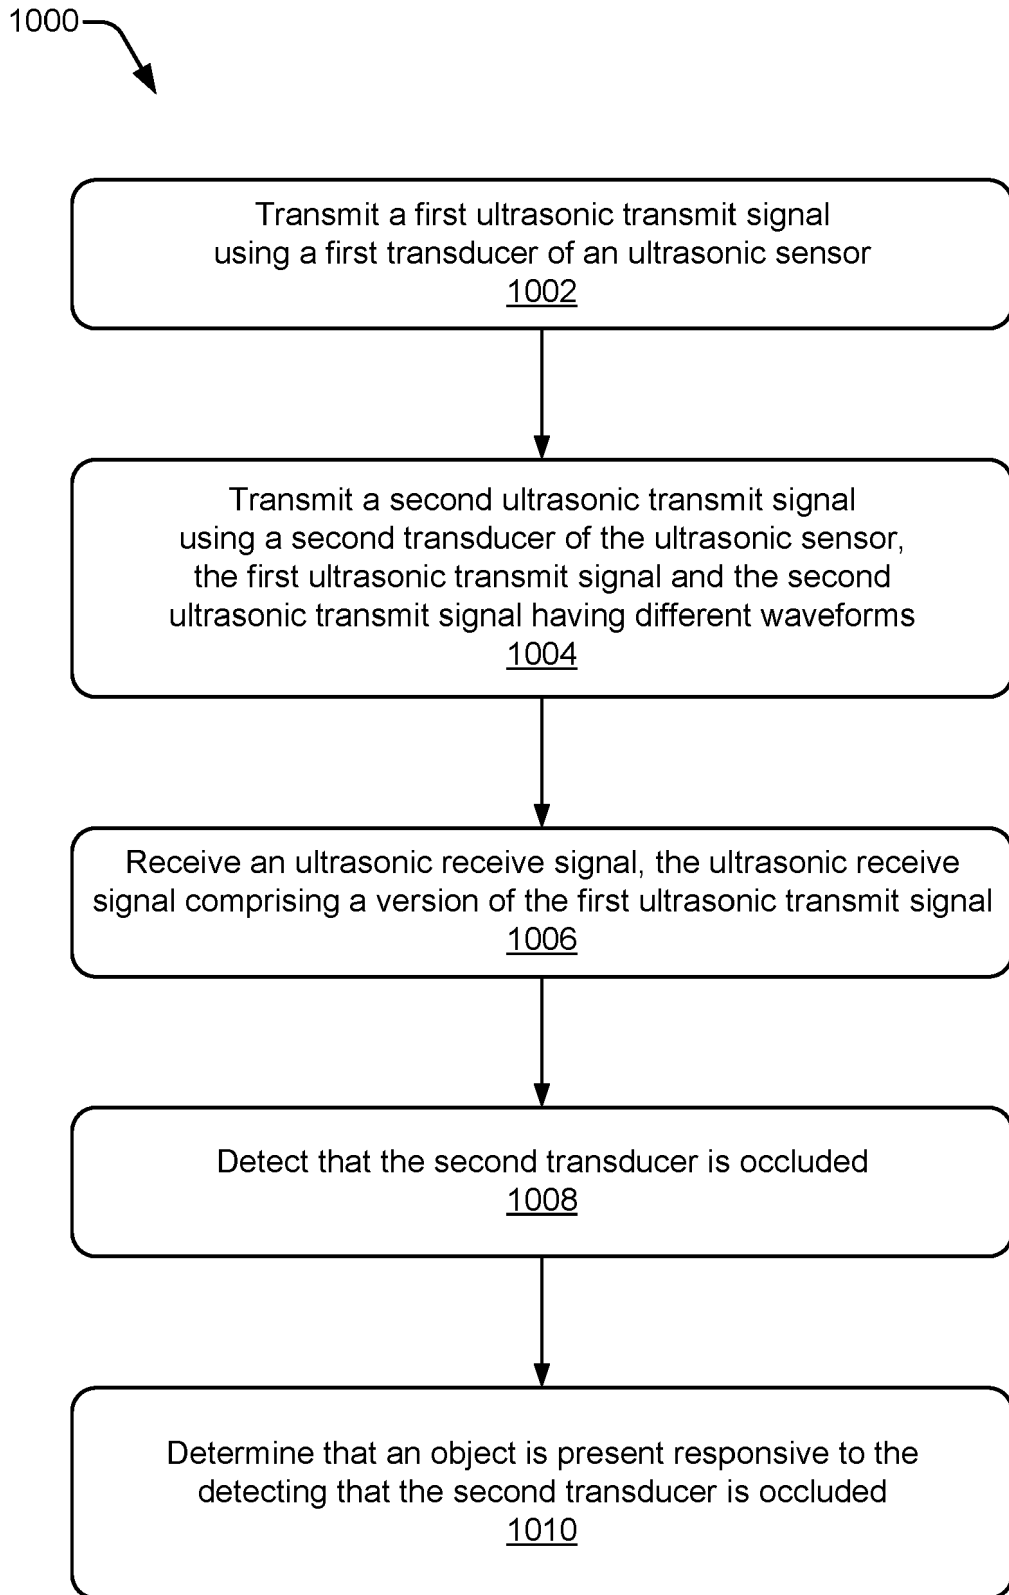 1000
Transmit a first ultrasonic transmit signal
using a first transducer of an ultrasonic sensor
1002
Transmit a second ultrasonic transmit signal
using a second transducer of the ultrasonic sensor,
the first ultrasonic transmit signal and the second
ultrasonic transmit signal having different waveforms
1004
Receive an ultrasonic receive signal, the ultrasonic receive
signal comprising a version of the first ultrasonic transmit signal
1006
Detect that the second transducer is occluded
1008
Determine that an object is present responsive to the
detecting that the second transducer is occluded
1010